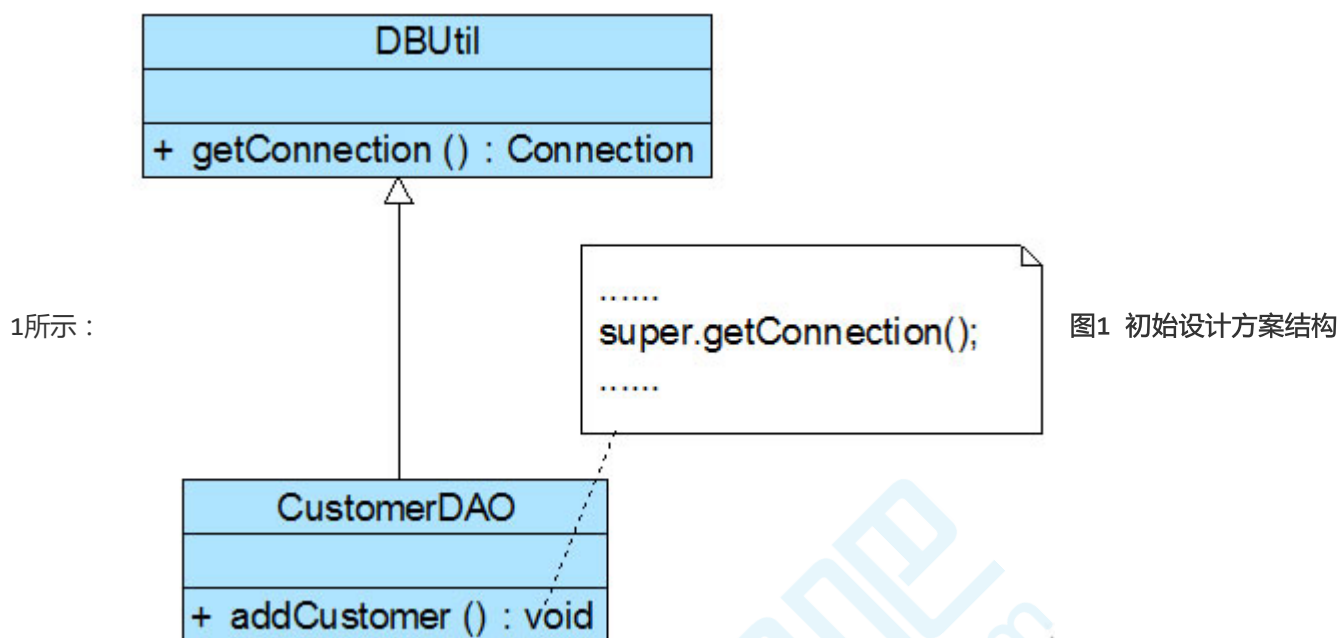 DBUtil
+ getConnection () : Connection
......
super.getConnection();
......
1所示：
图1 初始设计方案结构
CustomerDAO
+ addCustomer () : void